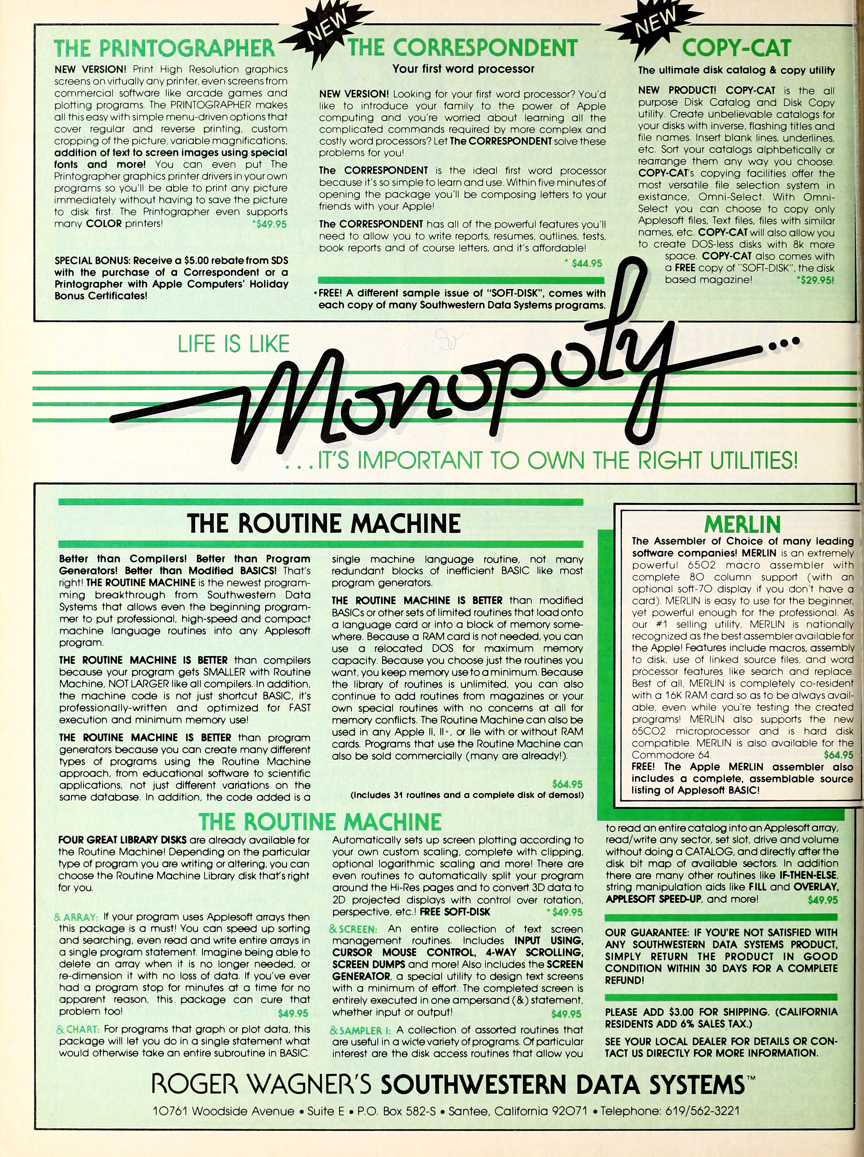 NEW
THE PRINTOGRAPHER
NEW VERSION! Print High Resolution graphics
screens on virtually any printer, even screens from
commercial software like arcade games and
plotting programs. The PRINTOGRAPHER makes
all this easy with simple menu-driven options that
cover regular and reverse printing, custom
cropping of the picture, variable magnifications,
addition of text to screen images using special
fonts and more! You can even put The
Printographer graphics printer drivers in your own
programs so you'll be able to print any picture
immediately without having to save the picture
to disk first. The Printographer even supports
many COLOR printers! *$49.95
SPECIAL BONUS: Receive a $5.00 rebate from SDS
with the purchase of a Correspondent or a
Printographer with Apple Computers' Holiday
Bonus Certificates!
THE CORRESPONDENT
Your first word processor
NEW VERSION! Looking for your first word processor? You'd
like to introduce your family to the power of Apple
computing and you're worried about learning all the
complicated commands required by more complex and
costly word processors? Let The CORRESPONDENT solve these
problems for you!
The CORRESPONDENT is the ideal first word processor
because it's so simple to learn and use. Within five minutes of
opening the package you'll be composing letters to your
friends with your Apple!
The CORRESPONDENT has all of the powerful features you'll
need to allow you to write reports, resumes, outlines, tests,
book reports and of course letters, and it's affordable!
* $44.95
*FREE! A different sample issue of "SOFT-DISK", comes with
each copy of many Southwestern Data Systems programs.
NEW
COPY-CAT
The ultimate disk catalog & copy utility
NEW PRODUCT! COPY-CAT is the all
purpose Disk Catalog and Disk Copy
utility. Create unbelievable catalogs for
your disks with inverse, flashing titles and
file names. Insert blank lines, underlines,
etc. Sort your catalogs alphbetically or
rearrange them any way you choose.
COPY-CAT's copying facilities offer the
most versatile file selection system in
existance, Omni-Select. With Omni-
Select you can choose to copy only
Applesoft files, Text files, files with similar
names, etc. COPY-CAT will also allow you
to create DOS-less disks with 8k more
space. COPY-CAT also comes with
a FREE copy of "SOFT-DISK", the disk
based magazine! *$29.95!
LIFE IS LIKE
Monopoly...
...IT'S IMPORTANT TO OWN THE RIGHT UTILITIES!
THE ROUTINE MACHINE
Better than Compilers! Better than Program
Generators! Better than Modified BASICS! That's
right! THE ROUTINE MACHINE is the newest program-
ming breakthrough from Southwestern Data
Systems that allows even the beginning program-
mer to put professional, high-speed and compact
machine language routines into any Applesoft
program.
THE ROUTINE MACHINE IS BETTER than compilers
because your program gets SMALLER with Routine
Machine, NOT LARGER like all compilers. In addition,
the machine code is not just shortcut BASIC, it's
professionally-written and optimized for FAST
execution and minimum memory use!
THE ROUTINE MACHINE IS BETTER than program
generators because you can create many different
types of programs using the Routine Machine
approach, from educational software to scientific
applications, not just different variations on the
same database. In addition, the code added is a
single machine language routine, not many
redundant blocks of inefficient BASIC like most
program generators.
THE ROUTINE MACHINE IS BETTER than modified
BASICs or other sets of limited routines that load onto
a language card or into a block of memory some-
where. Because a RAM card is not needed, you can
use a relocated DOS for maximum memory
capacity. Because you choose just the routines you
want, you keep memory use to a minimum. Because
the library of routines is unlimited, you can also
continue to add routines from magazines or your
own special routines with no concerns at all for
memory conflicts. The Routine Machine can also be
used in any Apple II, II+, or IIe with or without RAM
cards. Programs that use the Routine Machine can
also be sold commercially (many are already!).
$64.95
(Includes 31 routines and a complete disk of demos!)
MERLIN
The Assembler of Choice of many leading
software companies! MERLIN is an extremely
powerful 6502 macro assembler with
complete 80 column support (with an
optional soft-70 display if you don't have a
card). MERLIN is easy to use for the beginner,
yet powerful enough for the professional. As
our #1 selling utility, MERLIN is nationally
recognized as the best assembler available for
the Apple! Features include macros, assembly
to disk, use of linked source files, and word
processor features like search and replace.
Best of all, MERLIN is completely co-resident
with a 16K RAM card so as to be always avail-
able, even while you're testing the created
programs! MERLIN also supports the new
65C02 microprocessor and is hard disk
compatible. MERLIN is also available for the
Commodore 64. $64.95
FREE! The Apple MERLIN assembler also
includes a complete, assemblable source
listing of Applesoft BASIC!
THE ROUTINE MACHINE
FOUR GREAT LIBRARY DISKS are already available for
the Routine Machine! Depending on the particular
type of program you are writing or altering, you can
choose the Routine Machine Library disk that's right
for you.
& ARRAY: If your program uses Applesoft arrays then
this package is a must! You can speed up sorting
and searching, even read and write entire arrays in
a single program statement. Imagine being able to
delete an array when it is no longer needed, or
re-dimension it with no loss of data. If you've ever
had a program stop for minutes at a time for no
apparent reason, this package can cure that
problem too! $49.95
& CHART: For programs that graph or plot data, this
package will let you do in a single statement what
would otherwise take an entire subroutine in BASIC.
Automatically sets up screen plotting according to
your own custom scaling, complete with clipping,
optional logarithmic scaling and more! There are
even routines to automatically split your program
around the Hi-Res pages and to convert 3D data to
2D projected displays with control over rotation,
perspective, etc.! FREE SOFT-DISK *$49.95
& SCREEN: An entire collection of text screen
management routines. Includes INPUT USING,
CURSOR MOUSE CONTROL, 4-WAY SCROLLING,
SCREEN DUMPS and more! Also includes the SCREEN
GENERATOR, a special utility to design text screens
with a minimum of effort. The completed screen is
entirely executed in one ampersand (&) statement,
whether input or output! $49.95
& SAMPLER I: A collection of assorted routines that
are useful in a wide variety of programs. Of particular
interest are the disk access routines that allow you
to read an entire catalog into an Applesoft array,
read/write any sector, set slot, drive and volume
without doing a CATALOG, and directly after the
disk bit map of available sectors. In addition
there are many other routines like IF-THEN-ELSE,
string manipulation aids like FILL and OVERLAY,
APPLESOFT SPEED-UP, and more! $49.95
OUR GUARANTEE: IF YOU'RE NOT SATISFIED WITH
ANY SOUTHWESTERN DATA SYSTEMS PRODUCT,
SIMPLY RETURN THE PRODUCT IN GOOD
CONDITION WITHIN 30 DAYS FOR A COMPLETE
REFUND!
PLEASE ADD $3.00 FOR SHIPPING. (CALIFORNIA
RESIDENTS ADD 6% SALES TAX.)
SEE YOUR LOCAL DEALER FOR DETAILS OR CON-
TACT US DIRECTLY FOR MORE INFORMATION.
ROGER WAGNER'S SOUTHWESTERN DATA SYSTEMS™
10761 Woodside Avenue • Suite E • P.O. Box 582-S • Santee, California 92071 • Telephone: 619/562-3221